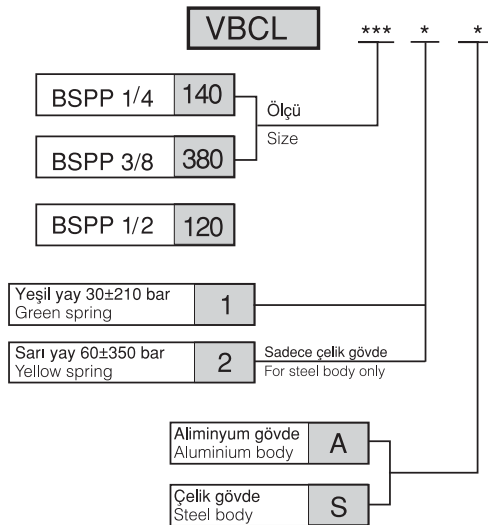 VBCL *** * *
BSPP 1/4 140
Ölçü
Size
BSPP 3/8 380
BSPP 1/2 120
Yeşil yay 30±210 bar
Green spring
1
Sarı yay 60±350 bar
Yellow spring
2
Sadece çelik gövde
For steel body only
Aliminyum gövde
Aluminium body
A
Çelik gövde
Steel body
S